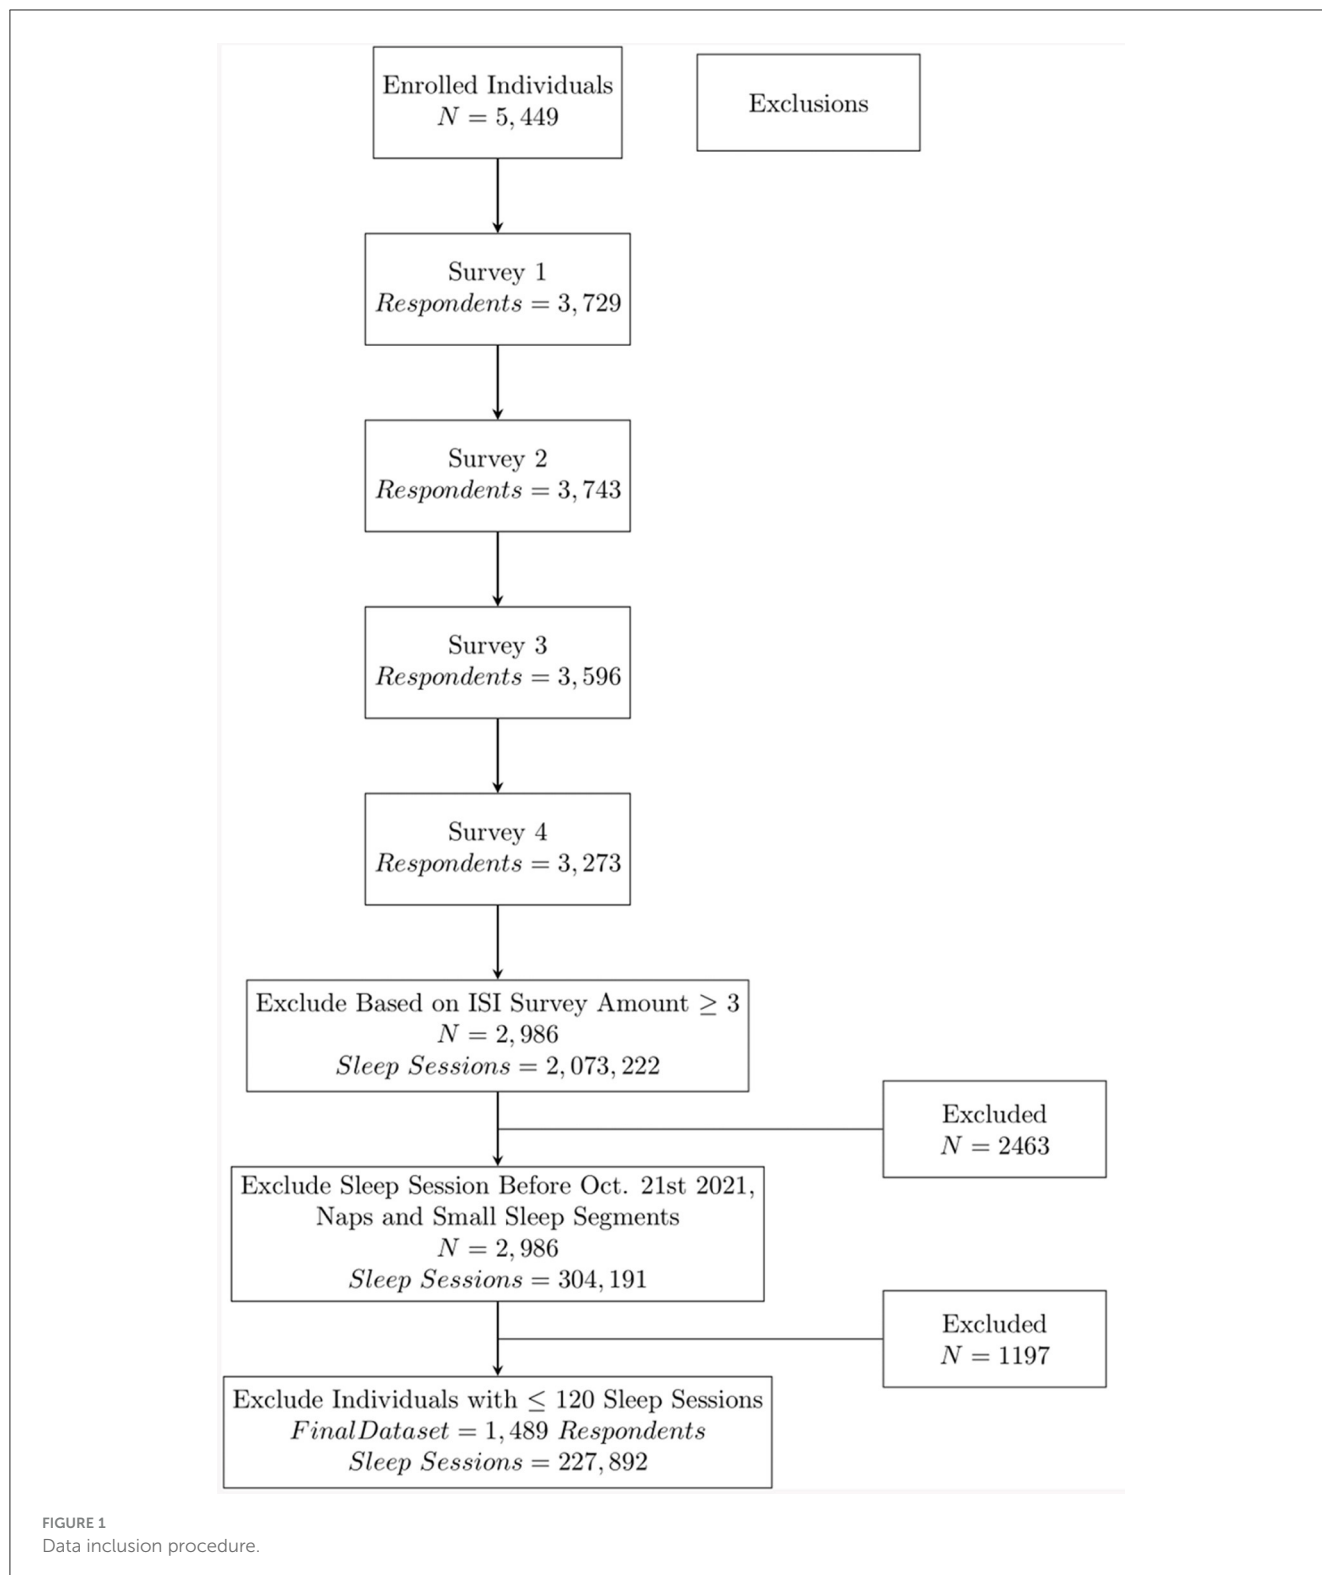 Enrolled Individuals
N = 5, 449
Exclusions
Survey 1
Respondents = 3, 729
Survey 2
Respondents = 3, 743
Survey 3
Respondents = 3, 596
Survey 4
Respondents = 3, 273
Exclude Based on ISI Survey Amount ≥ 3
N = 2, 986
Sleep Sessions = 2, 073, 222
Excluded
N = 2463
Exclude Sleep Session Before Oct. 21st 2021,
Naps and Small Sleep Segments
N = 2, 986
Sleep Sessions = 304, 191
Excluded
N = 1197
Exclude Individuals with ≤ 120 Sleep Sessions
FinalDataset = 1, 489 Respondents
Sleep Sessions = 227, 892
FIGURE 1
Data inclusion procedure.